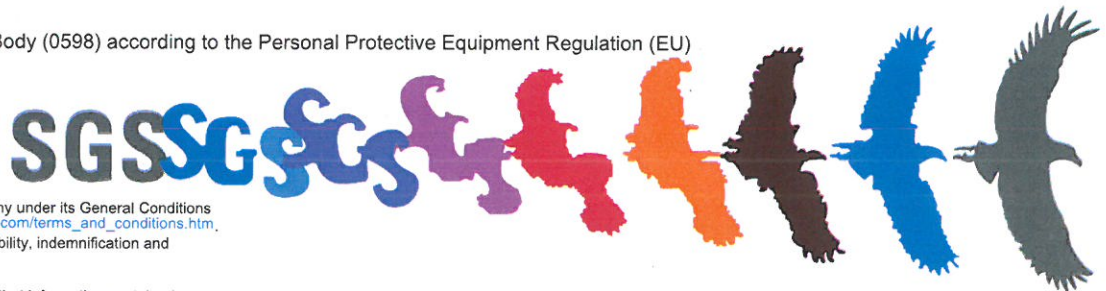 Body (0598) according to the Personal Protective Equipment Regulation (EU)
SGSSGSSGS
ny under its General Conditions
com/terms_and_conditions.htm.
bility, indemnification and